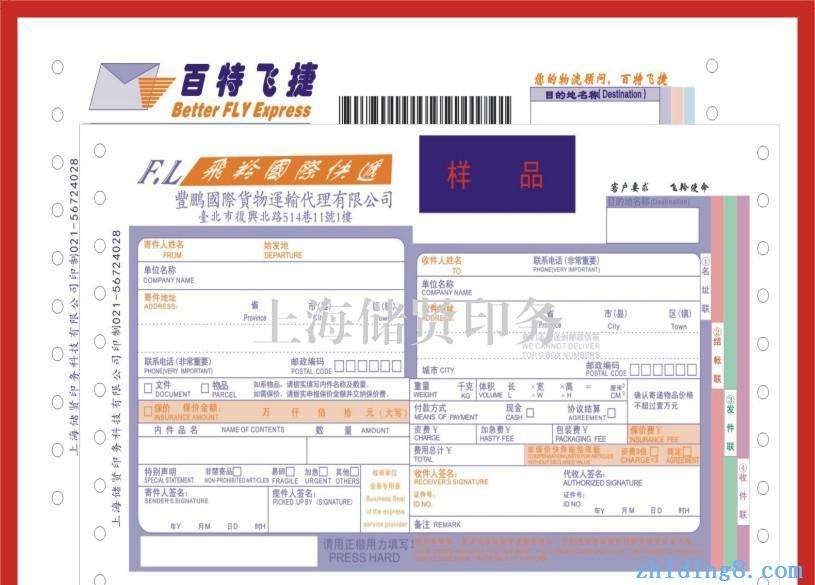 百特飞捷
Better FLY Express
您的物流顾问,百特飞捷
目的地名称(Destination)
F.L 飛羚國際快遞
豐鵬國際貨物運輸代理有限公司
臺北市復興北路514巷11號1樓
样 品
客户要求 飞羚使命
目的地名称(Destination)
上海储贤印务科技有限公司印制021-56724028
上海储贤印务科技有限公司印制021-56724028
寄件人姓名 始发地
FROM DEPARTURE
单位名称
COMPANY NAME
寄件地址
ADDRESS:
省 市(县) 区(镇)
Province City Town
联系电话(非常重要) 邮政编码
PHONE(VERY IMPORTANT) POSTAL CODE
收件人姓名 联系电话(非常重要)
TO PHONE(VERY IMPORTANT)
单位名称
COMPANY NAME
收件地址
ADDRESS:
省 市(县) 区(镇)
Province City Town
WE CANNOT DELIVER
TO P.O BOX NUMBERS
城市 CITY 邮政编码
POSTAL CODE
上海储贤印务
文件 物品 如系物品,请据实填写内件名称及数量.
DOCUMENT PARCEL 如需保价,请据实申报保价金额并交纳保价费.
保价 保价金额: 万 仟 佰 拾 元(大写)
INSURANCE AMOUNT
内 件 品 名 NAME OF CONTENTS 数 量 AMOUNT
特别声明 非禁寄品 易碎 加急 其他
SPECIAL STATEMENT NON-PROHIBITED ARTICLES FRAGILE URGENT OTHERS
寄件人签名: 揽件人签名:
SENDER'S SIGNATURE PICKED UP BY (SIGNATURE)
年Y 月M 日D 时H 年Y 月M 日D 时H
收寄单位
业务专用章
Business Seal
of the express
service provider
重量 千克 体积 长 ×宽 ×高 = 厘米³
WEIGHT KG VOLUME L × W × H CM³
确认寄递物品价格
不超过壹万元
付款方式 现金 协议结算
MEANS OF PAYMENT CASH AGREEMENT
资费 ¥ 加急费 ¥ 包装费 ¥ 保价费 ¥
CHARGE HASTY FEE PACKAGING FEE INSURANCE FEE
费用总计 ¥
TOTAL
收件人签名: 代收人签名:
RECEIVER'S SIGNATURE AUTHORIZED SIGNATURE
证件号: 证件号:
ID NO. ID NO.
年Y 月M 日D 时H
备注 REMARK
请用正楷用力填写!
PRESS HARD
①名址联
②结帐联
③发件联
④收件联
zhiding8.com